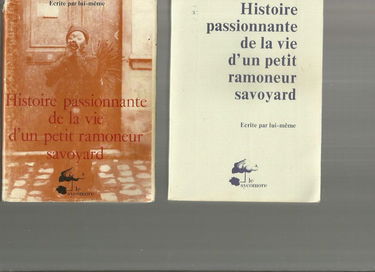 Ecrite par lui-même
Histoire passionnante
de la vie
d'un petit ramoneur
savoyard
le
sycomore
Histoire
passionnante
de la vie
d'un petit
ramoneur
savoyard
Ecrite par lui-même
le
sycomore